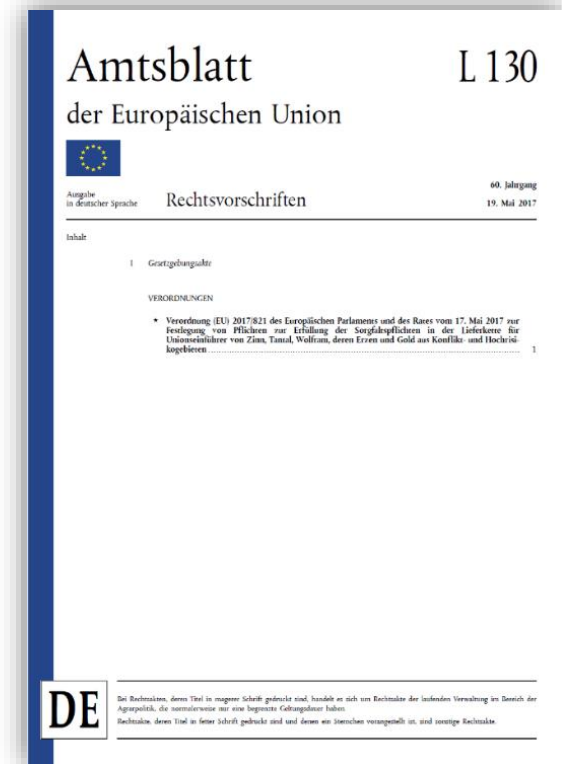 Amtsblatt L 130
der Europäischen Union
Ausgabe
in deutscher Sprache
Rechtsvorschriften
60. Jahrgang
19. Mai 2017
Inhalt
I Gesetzgebungsakte
VERORDNUNGEN
* Verordnung (EU) 2017/821 des Europäischen Parlaments und des Rates vom 17. Mai 2017 zur
Festlegung von Pflichten zur Erfüllung der Sorgfaltspflichten in der Lieferkette für
Unionseinführer von Zinn, Tantal, Wolfram, deren Erzen und Gold aus Konflikt- und Hochrisi-
kogebieten 1
DE
Bei Rechtsakten, deren Titel in magerer Schrift gedruckt sind, handelt es sich um Rechtsakte der laufenden Verwaltung im Bereich der
Agrarpolitik, die normalerweise nur eine begrenzte Geltungsdauer haben.
Rechtsakte, deren Titel in fetter Schrift gedruckt sind und denen ein Sternchen vorangestellt ist, sind sonstige Rechtsakte.